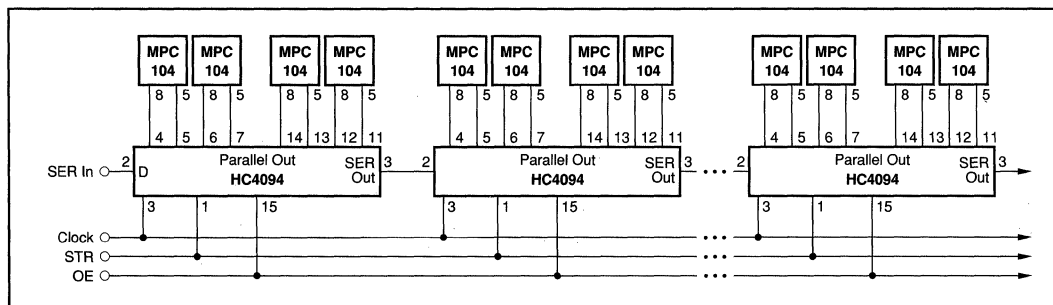 MPC MPC MPC MPC MPC MPC MPC MPC MPC MPC MPC MPC
104 104 104 104 104 104 104 104 104 104 104 104
8 5 8 5 8 5 8 5 8 5 8 5 8 5 8 5 8 5 8 5 8 5 8 5
4 5 6 7 14 13 12 11 4 5 6 7 14 13 12 11 4 5 6 7 14 13 12 11
SER In 2 D Parallel Out SER 3 2 Parallel Out SER 3 ••• 2 Parallel Out SER 3
HC4094 Out HC4094 Out HC4094 Out
3 1 15 3 1 15 3 1 15
Clock •••
STR •••
OE •••